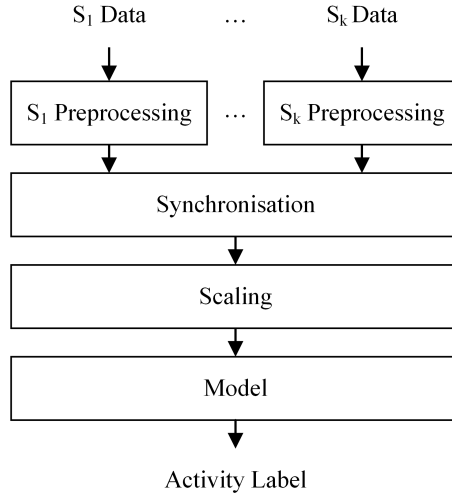 S₁ Data ... Sₖ Data
S₁ Preprocessing ... Sₖ Preprocessing
Synchronisation
Scaling
Model
Activity Label